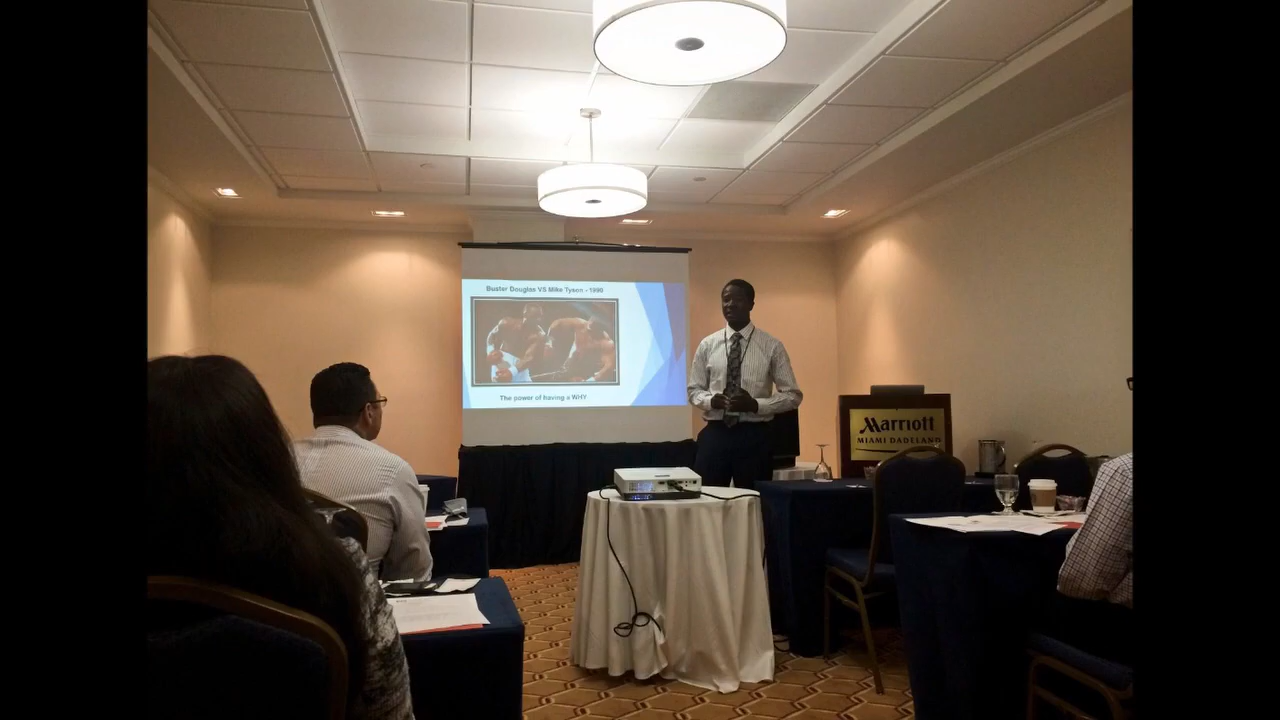 Buster Douglas VS Mike Tyson - 1990
The power of having a WHY
Marriott
MIAMI DADELAND